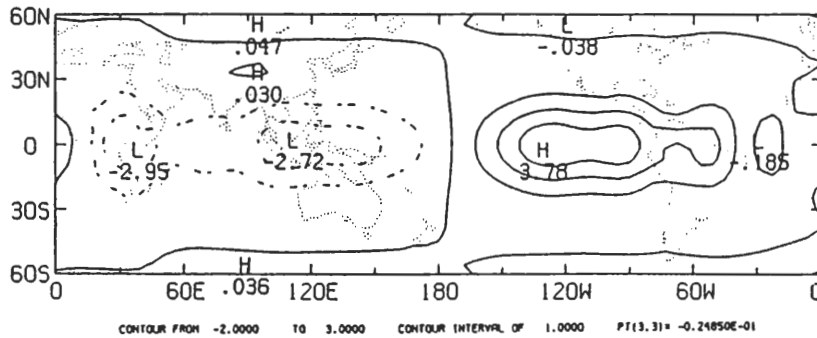 60N
H
.047
L
-.038
30N
H
.030
0
L
-2.95
L
-2.72
H
3.78
L
-.185
30S
60S
H
.036
0
60E
120E
180
120W
60W
0
CONTOUR FROM -2.0000 TO 3.0000 CONTOUR INTERVAL OF 1.0000 PT(3,3)= -0.24850E-01